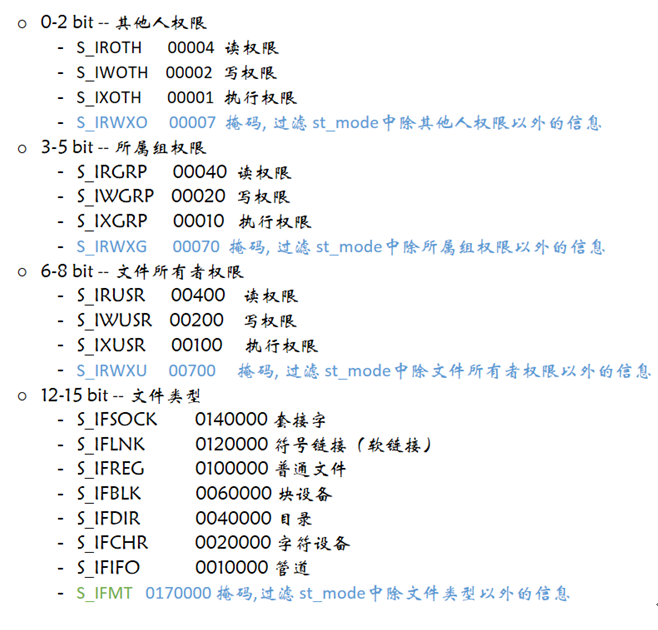 ○ 0-2 bit -- 其他人权限
- S_IROTH 00004 读权限
- S_IWOTH 00002 写权限
- S_IXOTH 00001 执行权限
- S_IRWXO 00007 掩码, 过滤 st_mode中除其他人权限以外的信息
○ 3-5 bit -- 所属组权限
- S_IRGRP 00040 读权限
- S_IWGRP 00020 写权限
- S_IXGRP 00010 执行权限
- S_IRWXG 00070 掩码, 过滤 st_mode中除所属组权限以外的信息
○ 6-8 bit -- 文件所有者权限
- S_IRUSR 00400 读权限
- S_IWUSR 00200 写权限
- S_IXUSR 00100 执行权限
- S_IRWXU 00700 掩码, 过滤 st_mode中除文件所有者权限以外的信息
○ 12-15 bit -- 文件类型
- S_IFSOCK 0140000 套接字
- S_IFLNK 0120000 符号链接（软链接）
- S_IFREG 0100000 普通文件
- S_IFBLK 0060000 块设备
- S_IFDIR 0040000 目录
- S_IFCHR 0020000 字符设备
- S_IFIFO 0010000 管道
- S_IFMT 0170000 掩码,过滤 st_mode中除文件类型以外的信息